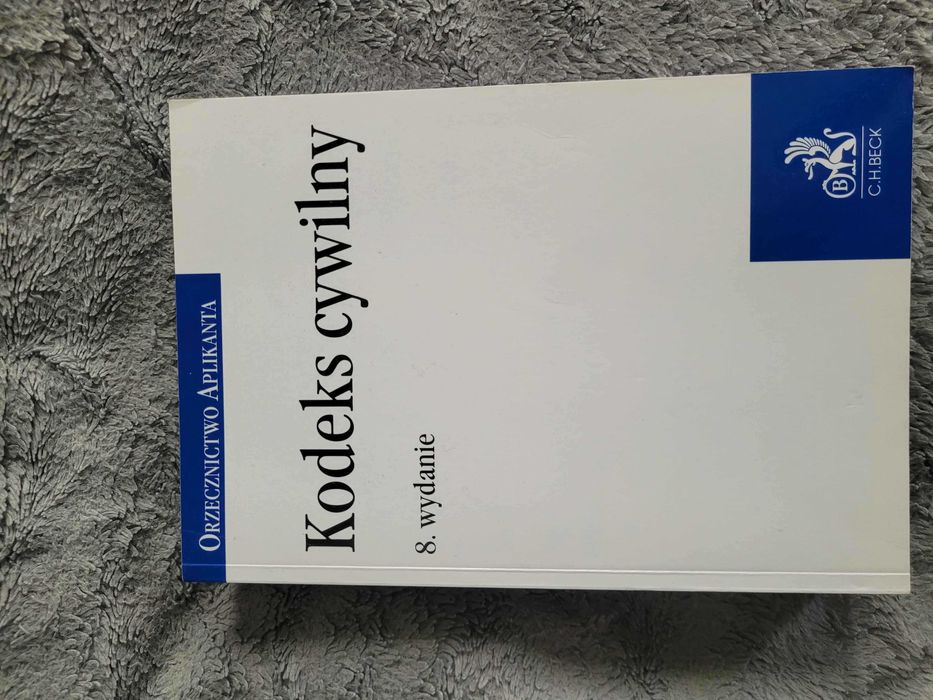 ORZECZNICTWO APLIKANTA
Kodeks cywilny
8. wydanie
B
C.H.BECK